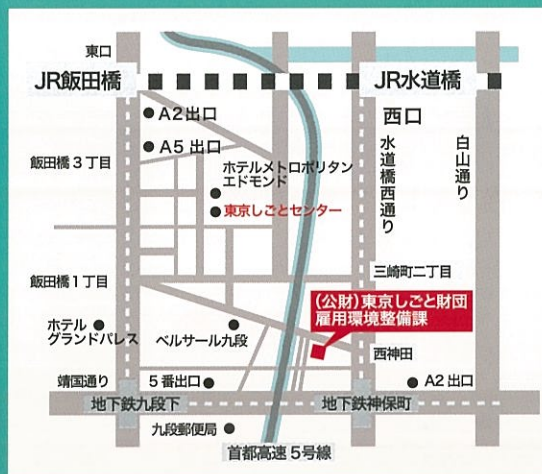 東口
JR飯田橋
JR水道橋
A2出口
西口
A5出口
水道橋西通り
白山通り
飯田橋3丁目
ホテルメトロポリタン
エドモンド
東京しごとセンター
飯田橋1丁目
三崎町二丁目
(公財)東京しごと財団
雇用環境整備課
ホテル
グランドパレス
ベルサール九段
西神田
靖国通り
5番出口
A2出口
地下鉄九段下
地下鉄神保町
九段郵便局
首都高速5号線